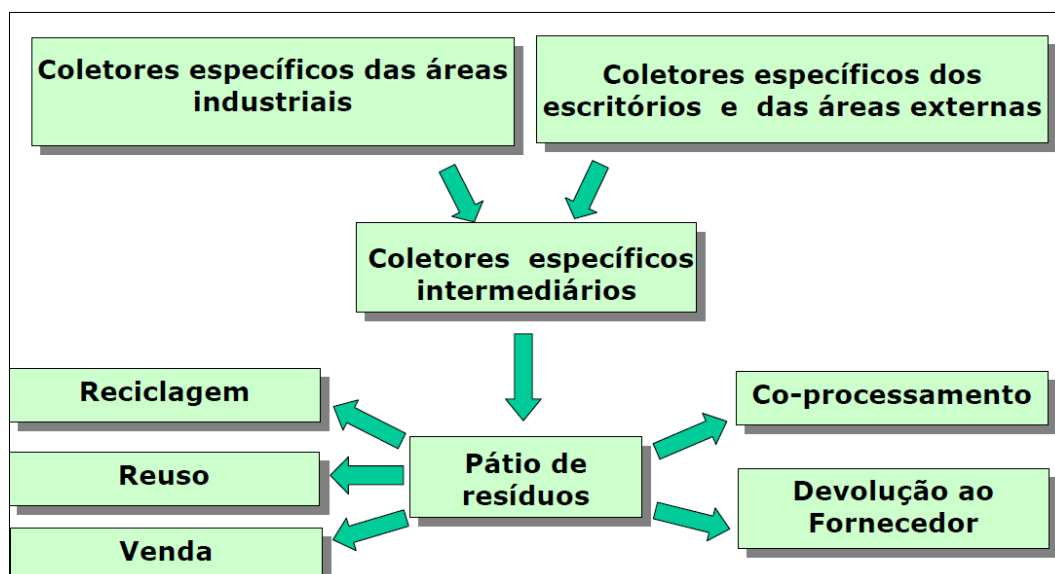 Coletores específicos das áreas
industriais
Coletores específicos dos
escritórios e das áreas externas
Coletores específicos
intermediários
Reciclagem
Co-processamento
Reuso
Pátio de
resíduos
Devolução ao
Fornecedor
Venda